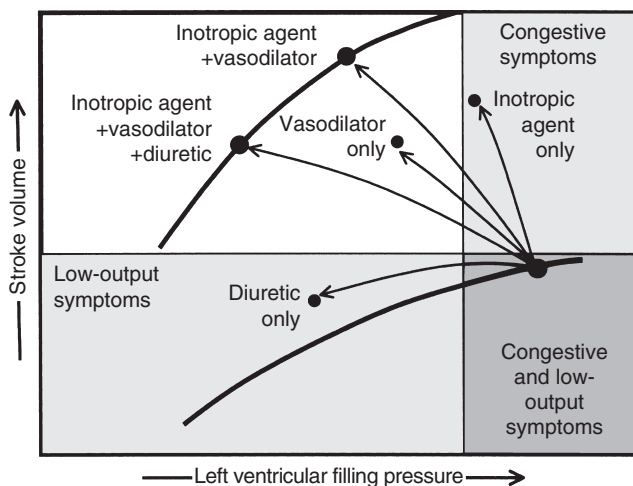 Inotropic agent
+vasodilator
Congestive
symptoms
Inotropic agent
+vasodilator
+diuretic
Vasodilator
only
Inotropic
agent
only
Stroke volume
Low-output
symptoms
Diuretic
only
Congestive
and low-
output
symptoms
Left ventricular filling pressure